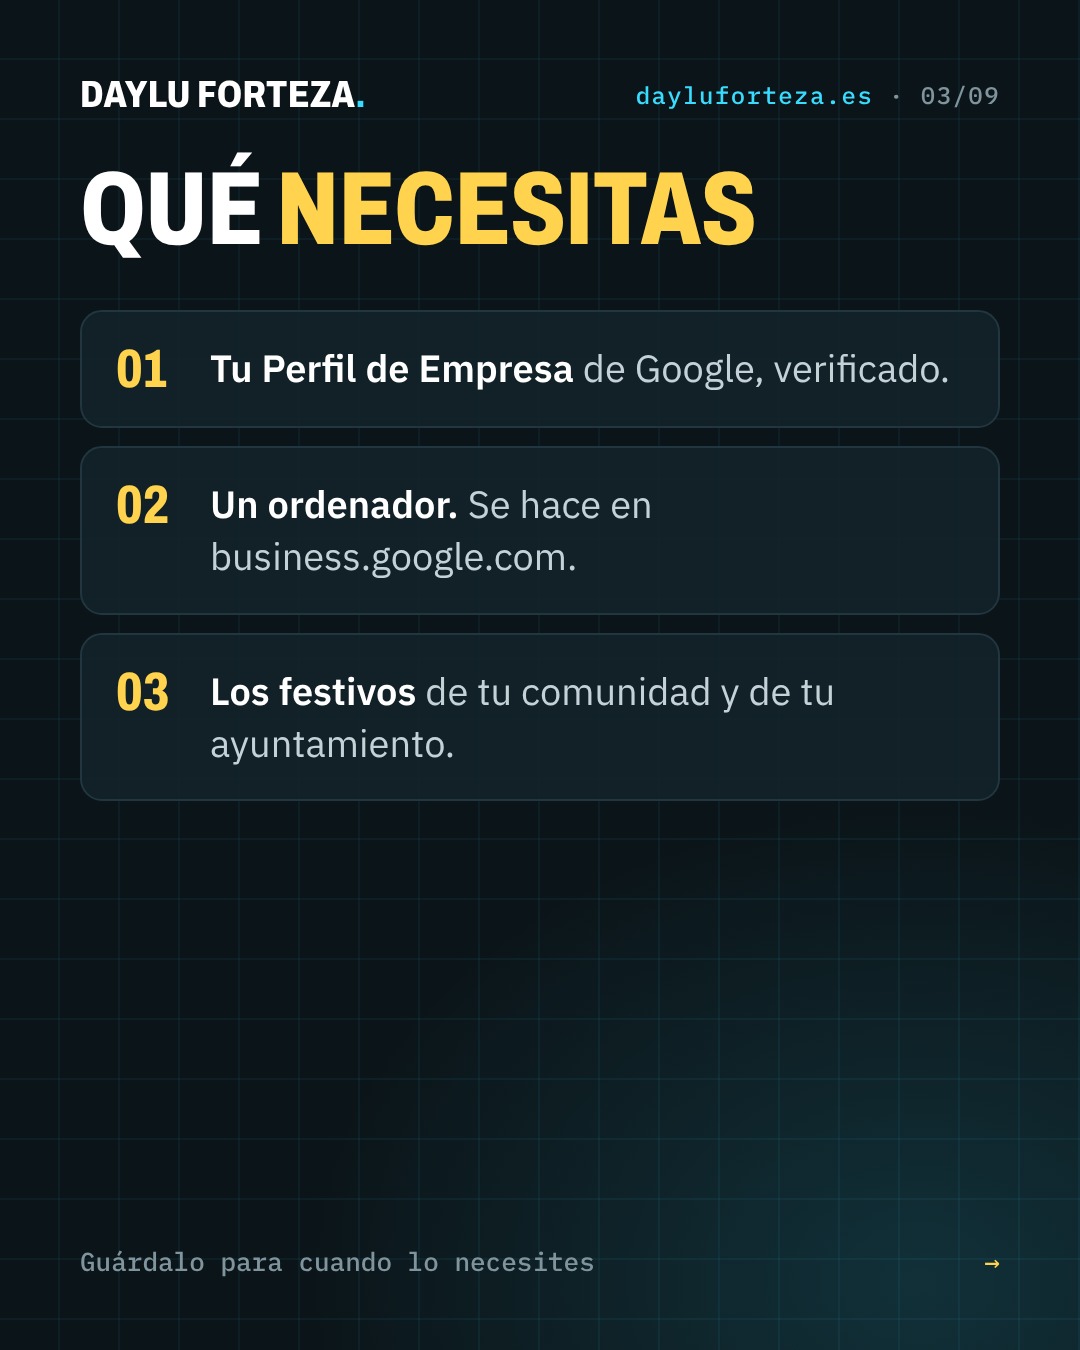 DAYLU FORTEZA.
dayluforteza.es · 03/09
QUÉ NECESITAS
01 Tu Perfil de Empresa de Google, verificado.
02 Un ordenador. Se hace en
business.google.com.
03 Los festivos de tu comunidad y de tu
ayuntamiento.
Guárdalo para cuando lo necesites →